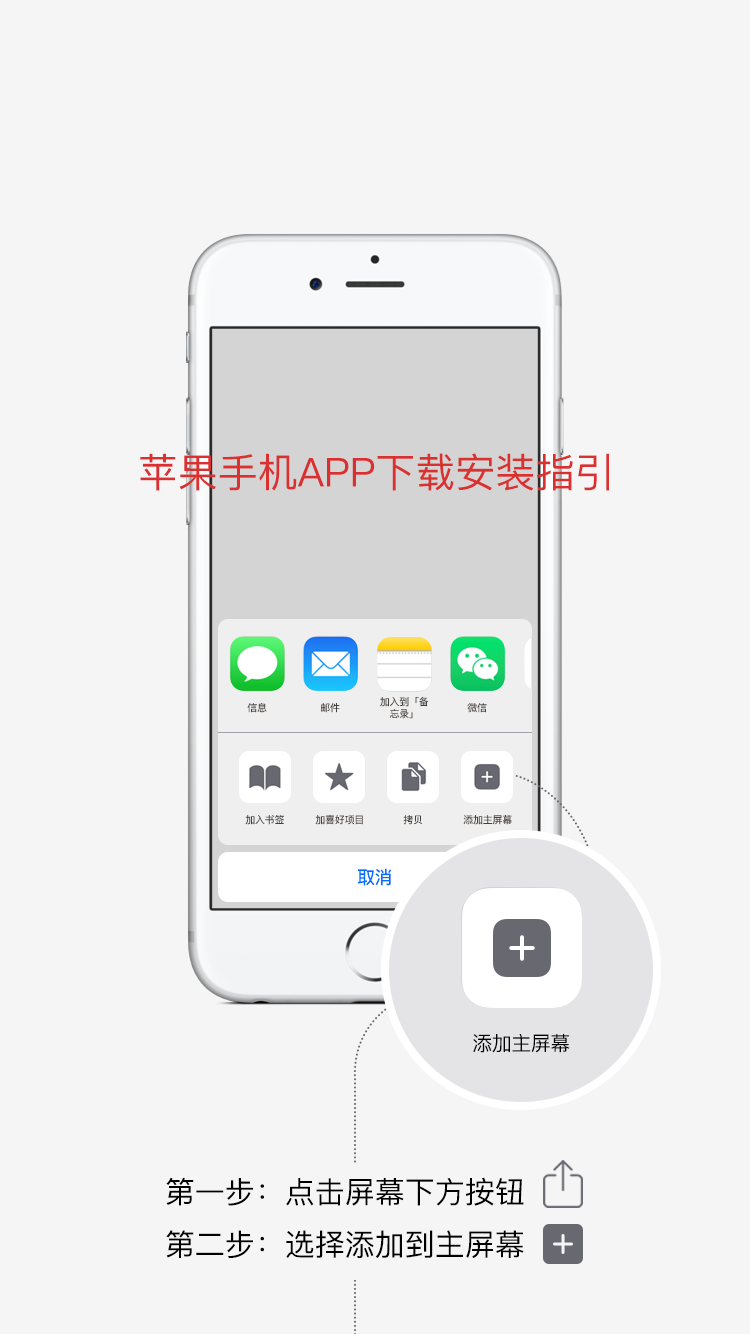 苹果手机APP下载安装指引
信息
邮件
加入到「备
忘录」
微信
加入书签
加喜好项目
拷贝
添加主屏幕
取消
添加主屏幕
第一步：点击屏幕下方按钮
第二步：选择添加到主屏幕